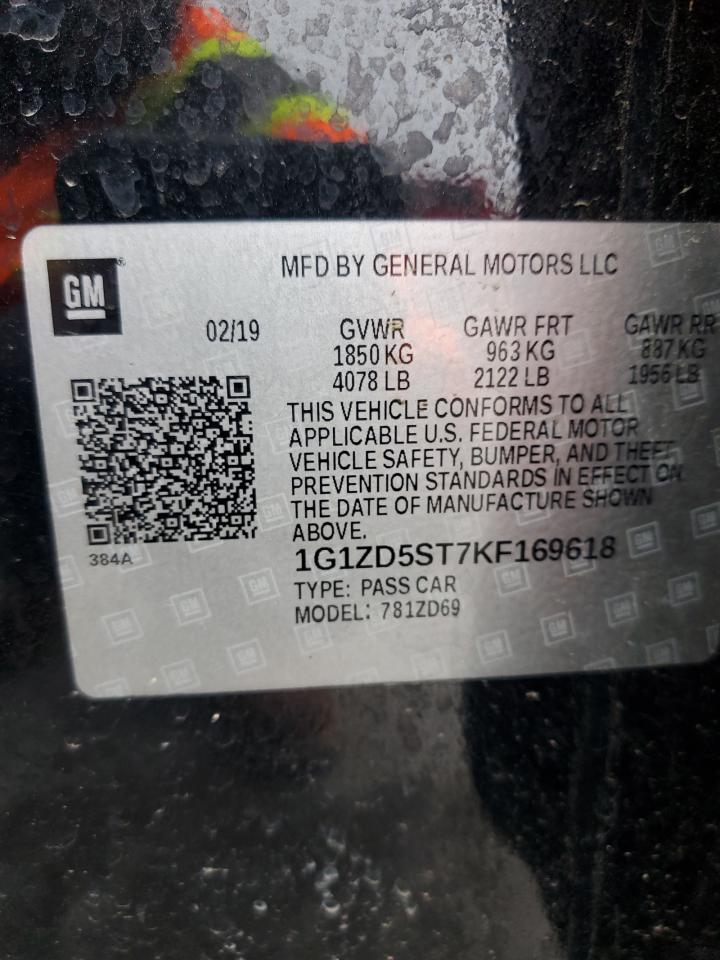 GM
MFD BY GENERAL MOTORS LLC
02/19
GVWR GAWR FRT GAWR RR
1850 KG 963 KG 887 KG
4078 LB 2122 LB 1956 LB
THIS VEHICLE CONFORMS TO ALL
APPLICABLE U.S. FEDERAL MOTOR
VEHICLE SAFETY, BUMPER, AND THEFT
PREVENTION STANDARDS IN EFFECT ON
THE DATE OF MANUFACTURE SHOWN
ABOVE.
384A
1G1ZD5ST7KF169618
TYPE: PASS CAR
MODEL: 781ZD69